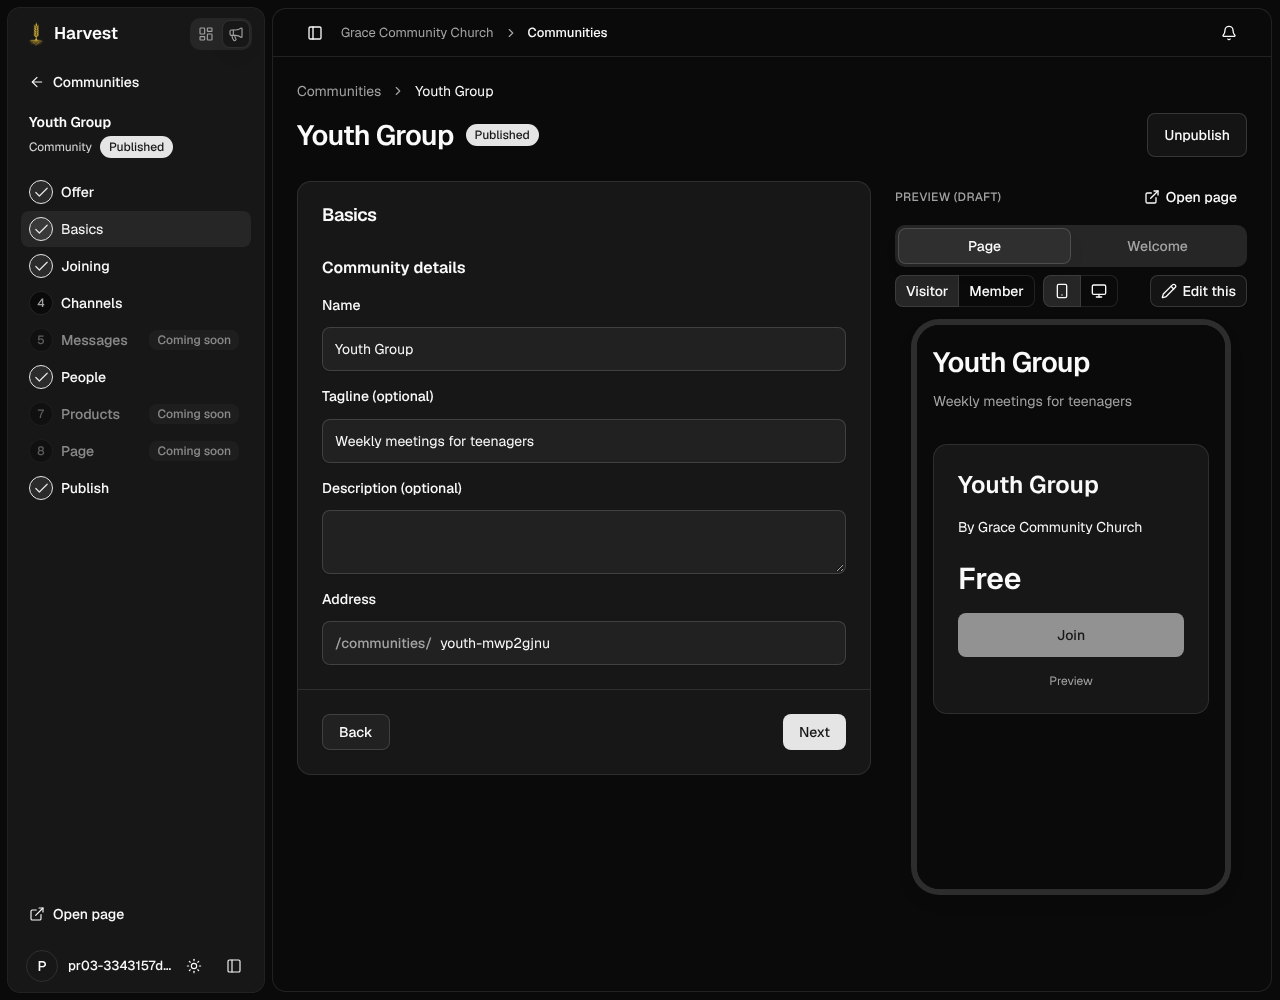 Harvest
Communities
Youth Group
Community Published
Offer
Basics
Joining
4 Channels
5 Messages Coming soon
People
7 Products Coming soon
8 Page Coming soon
Publish
Open page
P pr03-3343157d...
Grace Community Church Communities
Communities Youth Group
Youth Group Published
Unpublish
Basics
Community details
Name
Youth Group
Tagline (optional)
Weekly meetings for teenagers
Description (optional)
Address
/communities/ youth-mwp2gjnu
Back
Next
PREVIEW (DRAFT)
Open page
Page
Welcome
Visitor
Member
Edit this
Youth Group
Weekly meetings for teenagers
Youth Group
By Grace Community Church
Free
Join
Preview